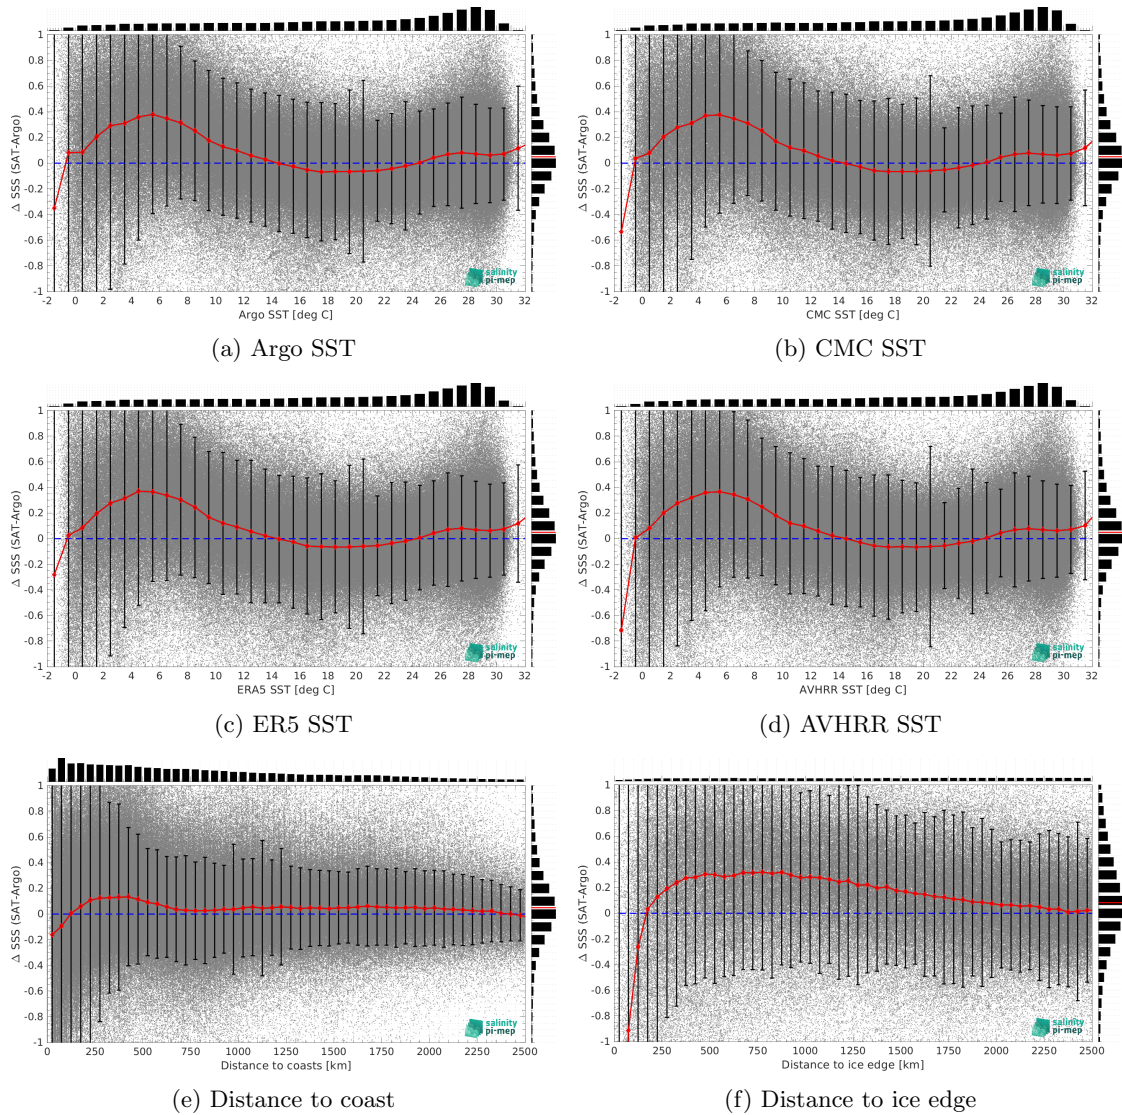 1
0.8
0.6
0.4
0.2
0
-0.2
-0.4
-0.6
-0.8
-1
Δ SSS (SAT-Argo)
salinity
pi-mep
-2 0 2 4 6 8 10 12 14 16 18 20 22 24 26 28 30 32
Argo SST [deg C]
(a) Argo SST
1
0.8
0.6
0.4
0.2
0
-0.2
-0.4
-0.6
-0.8
-1
Δ SSS (SAT-Argo)
salinity
pi-mep
-2 0 2 4 6 8 10 12 14 16 18 20 22 24 26 28 30 32
CMC SST [deg C]
(b) CMC SST
1
0.8
0.6
0.4
0.2
0
-0.2
-0.4
-0.6
-0.8
-1
Δ SSS (SAT-Argo)
salinity
pi-mep
-2 0 2 4 6 8 10 12 14 16 18 20 22 24 26 28 30 32
ERA5 SST [deg C]
(c) ER5 SST
1
0.8
0.6
0.4
0.2
0
-0.2
-0.4
-0.6
-0.8
-1
Δ SSS (SAT-Argo)
salinity
pi-mep
-2 0 2 4 6 8 10 12 14 16 18 20 22 24 26 28 30 32
AVHRR SST [deg C]
(d) AVHRR SST
1
0.8
0.6
0.4
0.2
0
-0.2
-0.4
-0.6
-0.8
-1
Δ SSS (SAT-Argo)
salinity
pi-mep
0 250 500 750 1000 1250 1500 1750 2000 2250 2500
Distance to coasts [km]
(e) Distance to coast
1
0.8
0.6
0.4
0.2
0
-0.2
-0.4
-0.6
-0.8
-1
Δ SSS (SAT-Argo)
salinity
pi-mep
0 250 500 750 1000 1250 1500 1750 2000 2250 2500
Distance to ice edge [km]
(f) Distance to ice edge